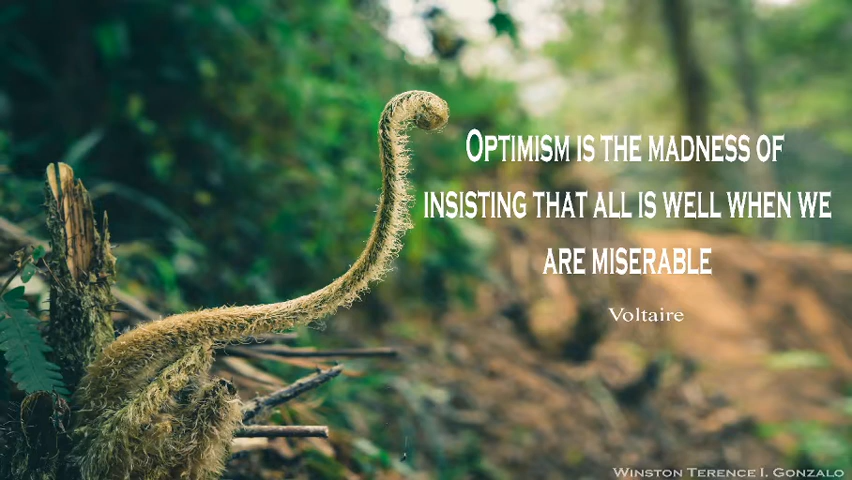 Optimism is the madness of
insisting that all is well when we
are miserable
Voltaire
Winston Terence I. Gonzalo